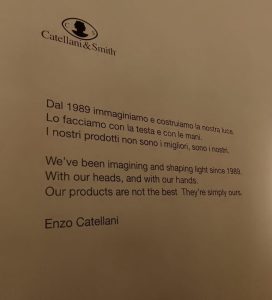 Catellani & Smith®
Dal 1989 immaginiamo e costruiamo la nostra luce.
Lo facciamo con la testa e con le mani.
I nostri prodotti non sono i migliori, sono i nostri.
We've been imagining and shaping light since 1989.
With our heads, and with our hands.
Our products are not the best. They're simply ours.
Enzo Catellani